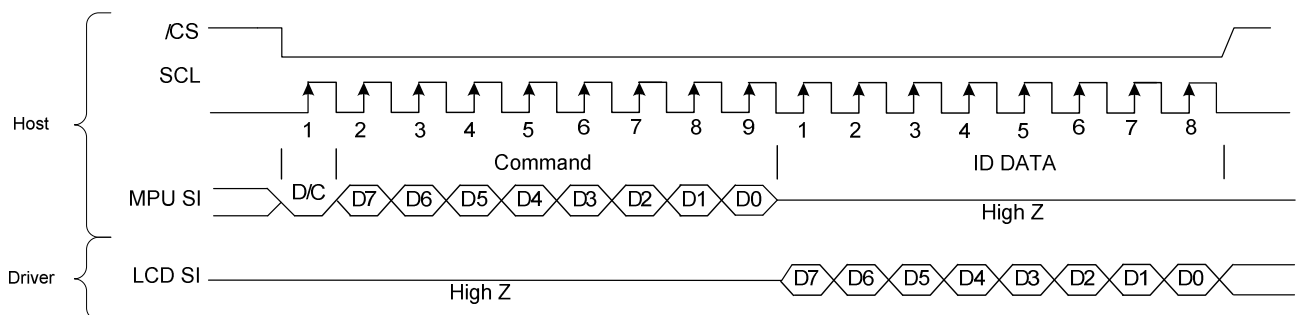 /CS
SCL
Host
1 2 3 4 5 6 7 8 9 1 2 3 4 5 6 7 8
Command ID DATA
MPU SI D/C D7 D6 D5 D4 D3 D2 D1 D0
High Z
Driver LCD SI D7 D6 D5 D4 D3 D2 D1 D0
High Z